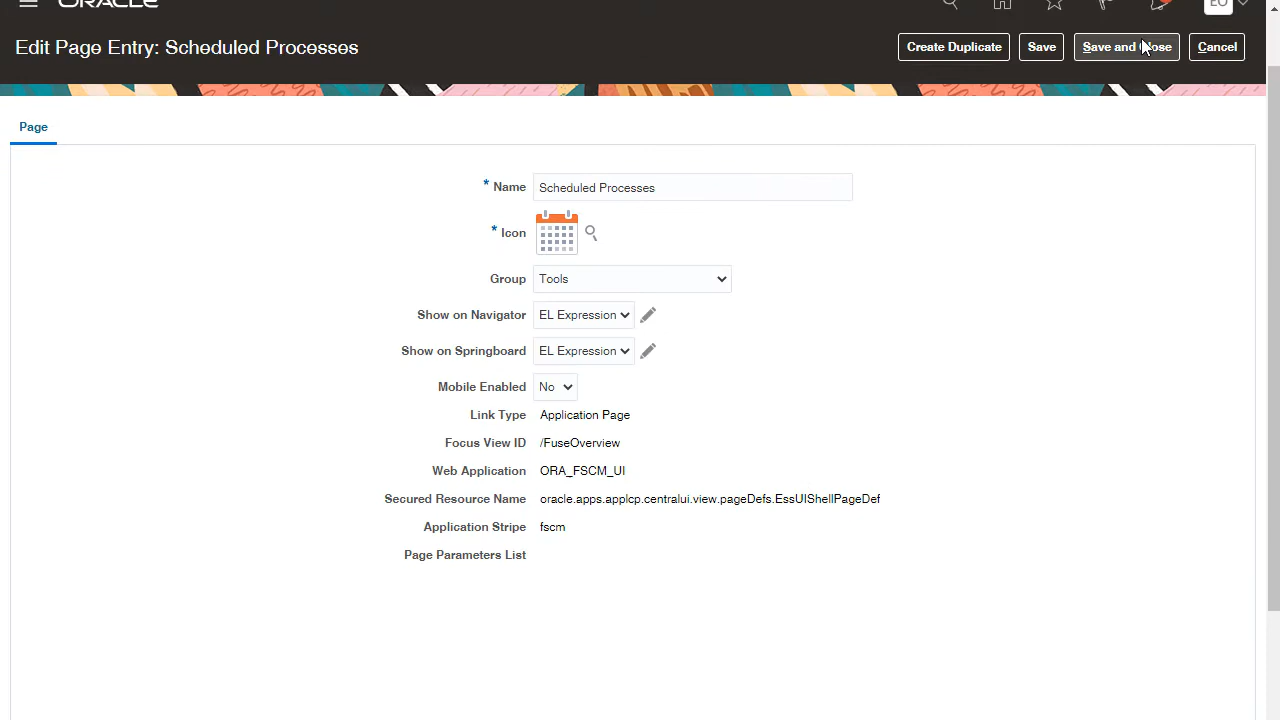 ORACLE
EO
Edit Page Entry: Scheduled Processes
Create Duplicate
Save
Save and Close
Cancel
Page
* Name Scheduled Processes
* Icon
Group Tools
Show on Navigator EL Expression
Show on Springboard EL Expression
Mobile Enabled No
Link Type Application Page
Focus View ID /FuseOverview
Web Application ORA_FSCM_UI
Secured Resource Name oracle.apps.applcp.centralui.view.pageDefs.EssUIShellPageDef
Application Stripe fscm
Page Parameters List